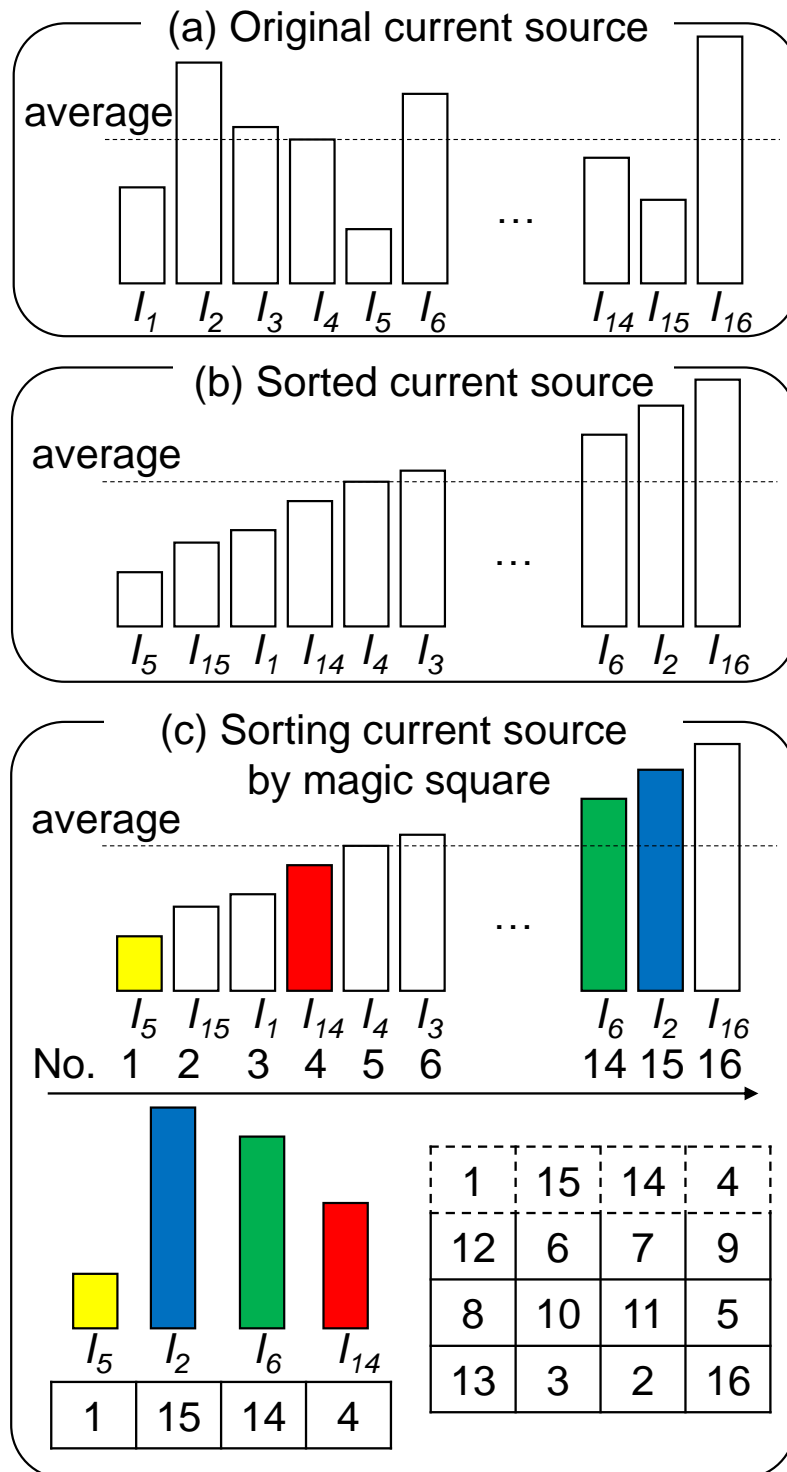 (a) Original current source
average
...
I1 I2 I3 I4 I5 I6 I14 I15 I16
(b) Sorted current source
average
...
I5 I15 I1 I14 I4 I3 I6 I2 I16
(c) Sorting current source
by magic square
average
...
I5 I15 I1 I14 I4 I3 I6 I2 I16
No. 1 2 3 4 5 6 14 15 16
I5 I2 I6 I14
1 15 14 4
1 15 14 4
12 6 7 9
8 10 11 5
13 3 2 16